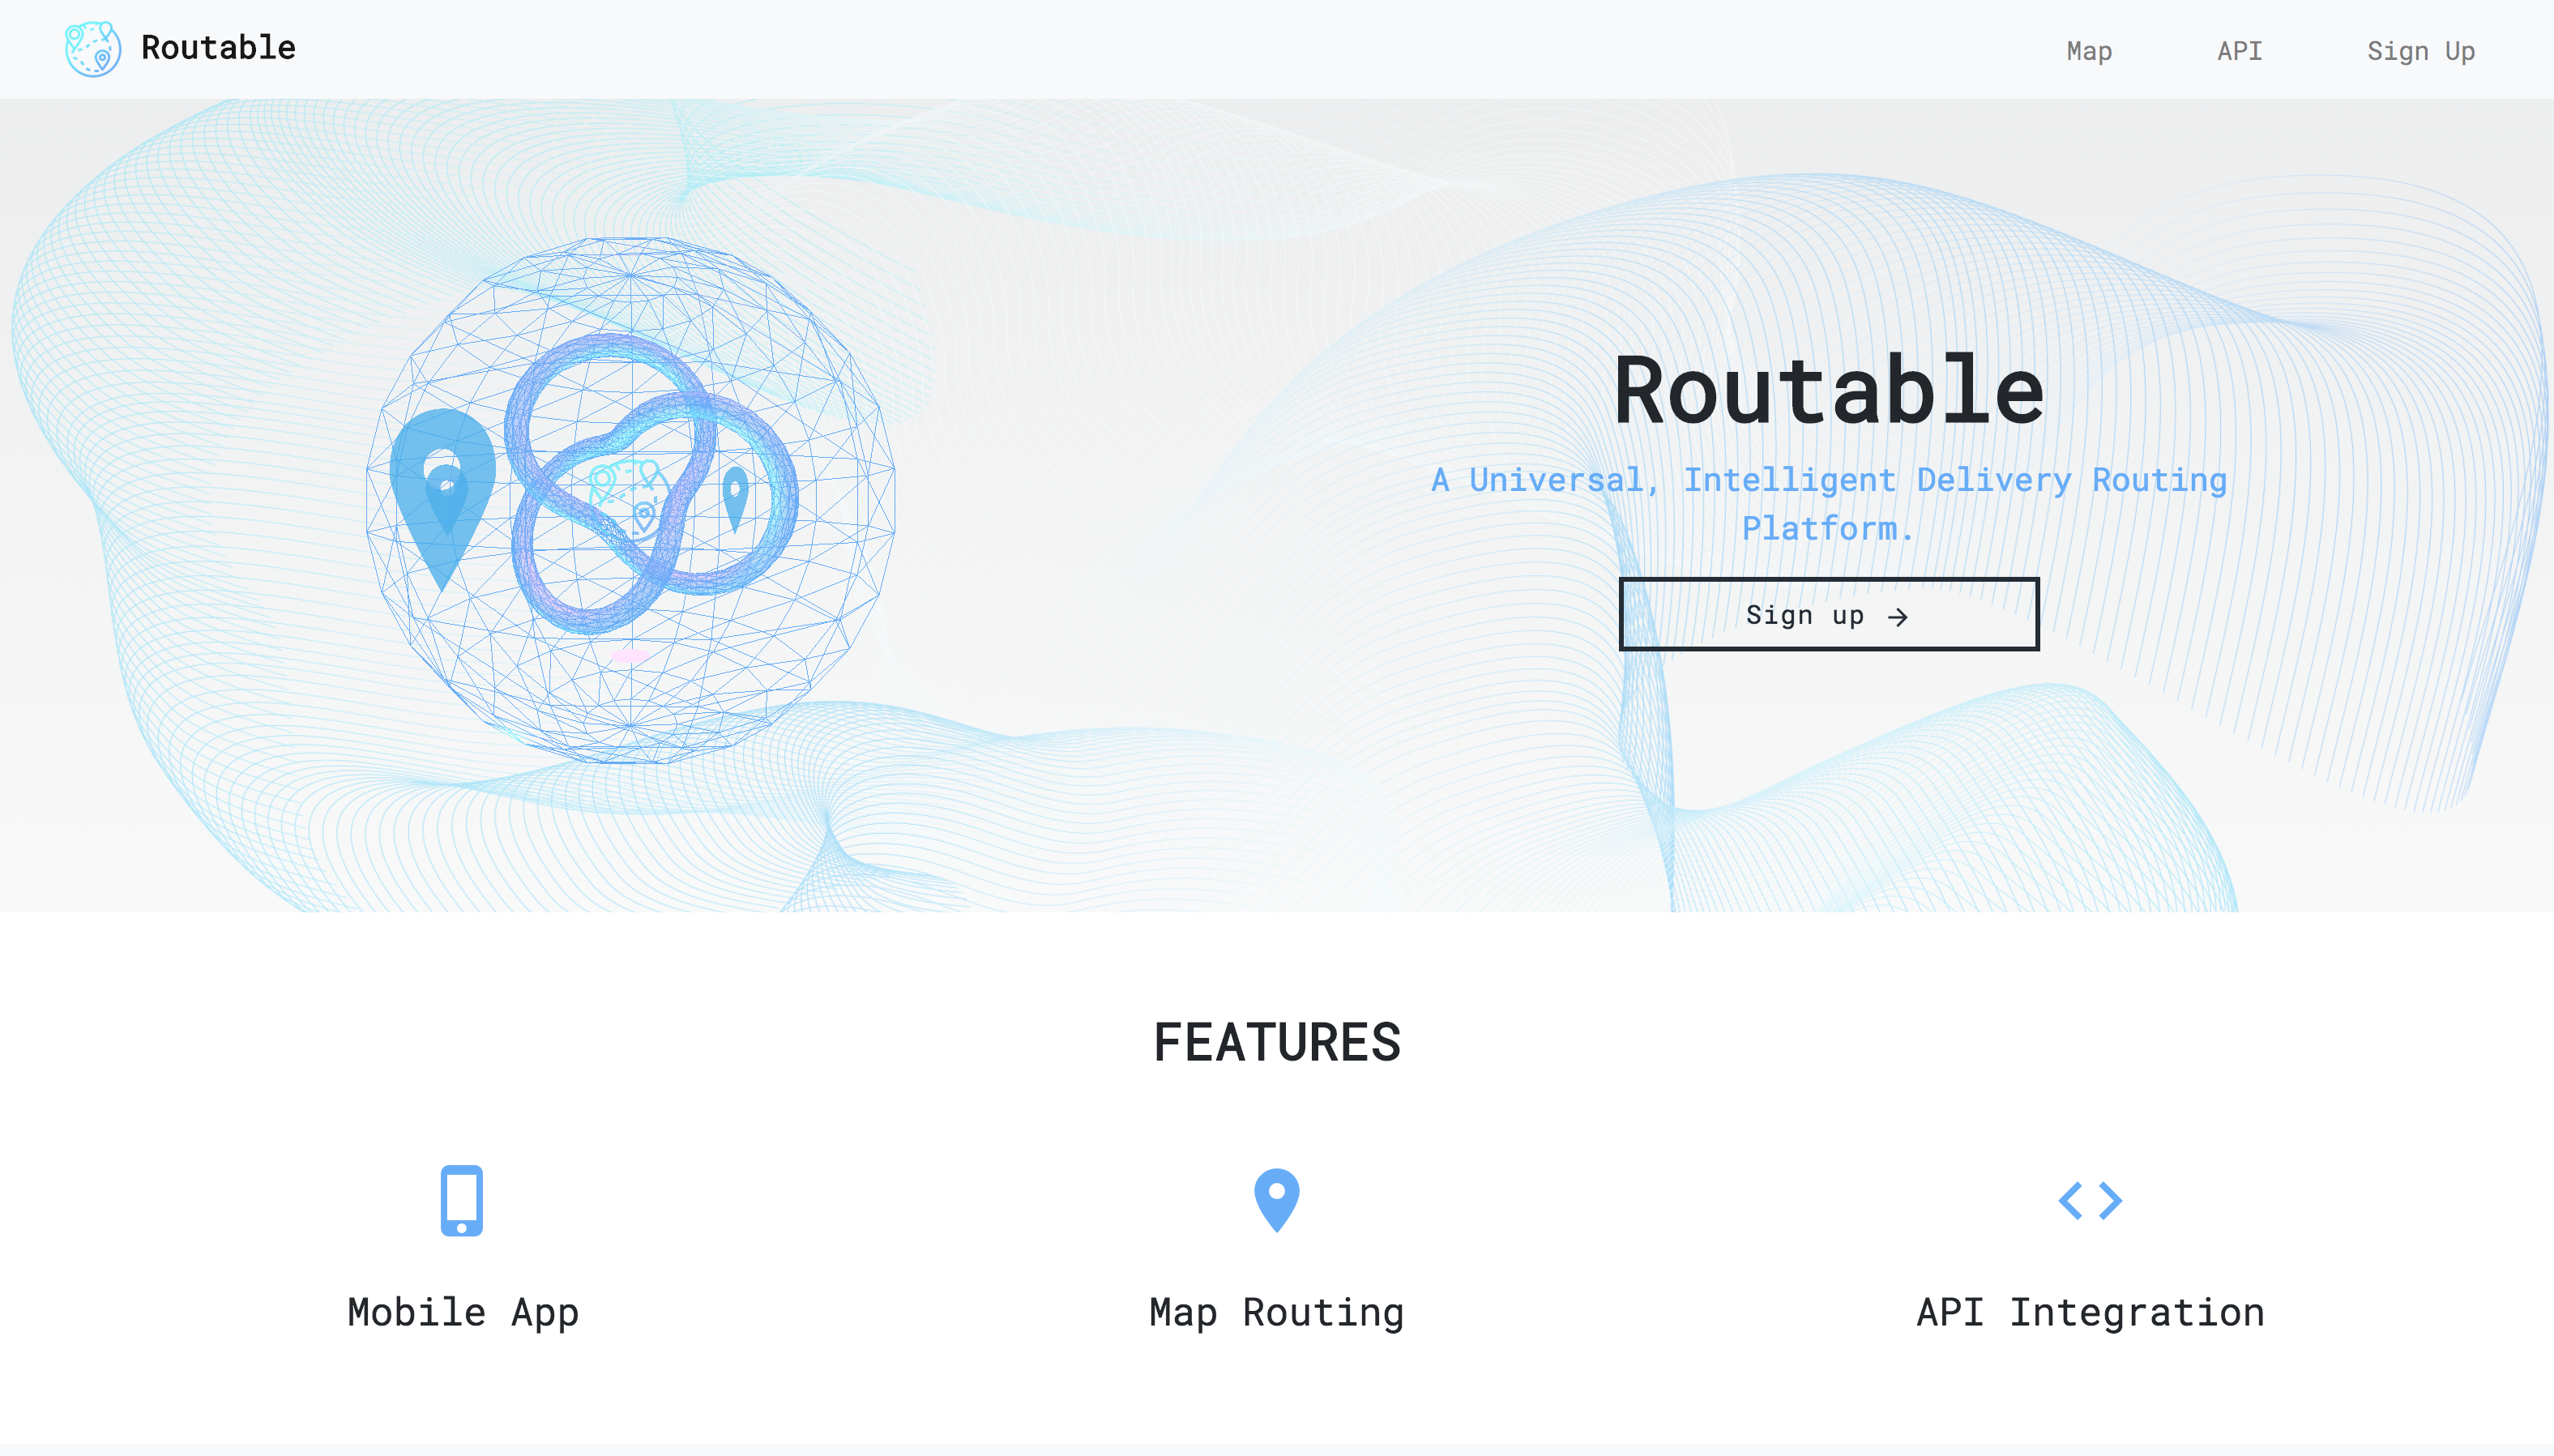 Routable
Map
API
Sign Up
Routable
A Universal, Intelligent Delivery Routing
Platform.
Sign up →
FEATURES
Mobile App
Map Routing
API Integration